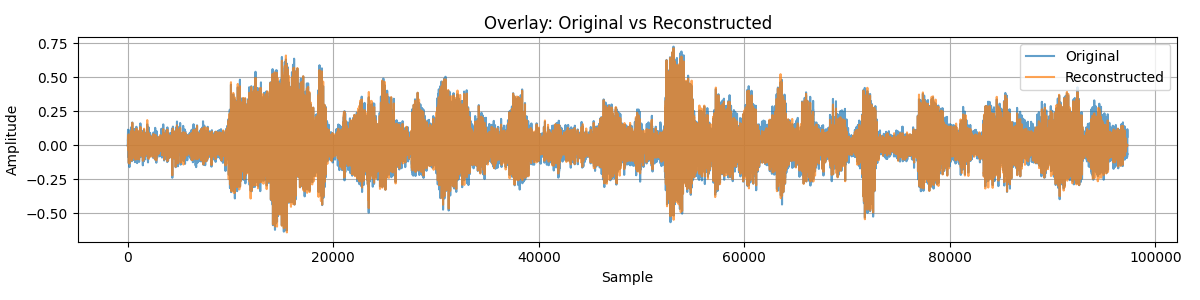 Overlay: Original vs Reconstructed
0.75
0.50
0.25
0.00
−0.25
−0.50
Amplitude
Original
Reconstructed
0
20000
40000
60000
80000
100000
Sample